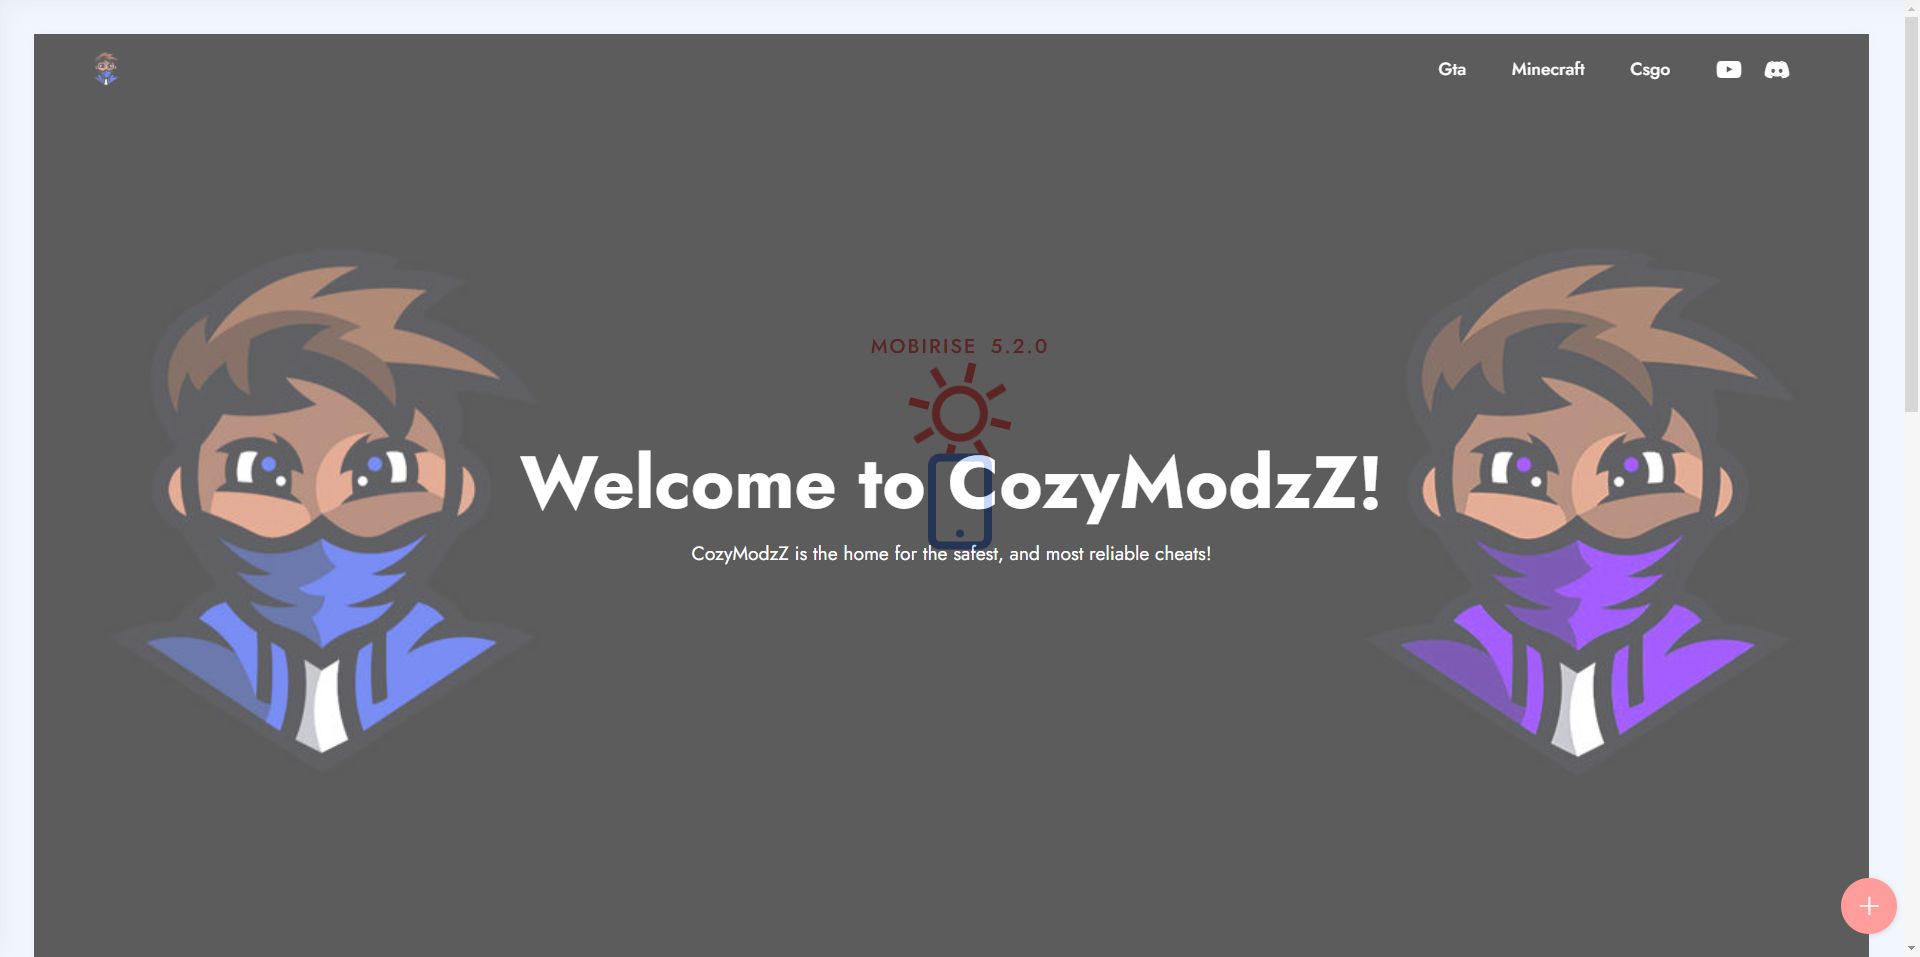 Gta Minecraft Csgo
MOBIRISE 5.2.0
Welcome to CozyModzZ!
CozyModzZ is the home for the safest, and most reliable cheats!